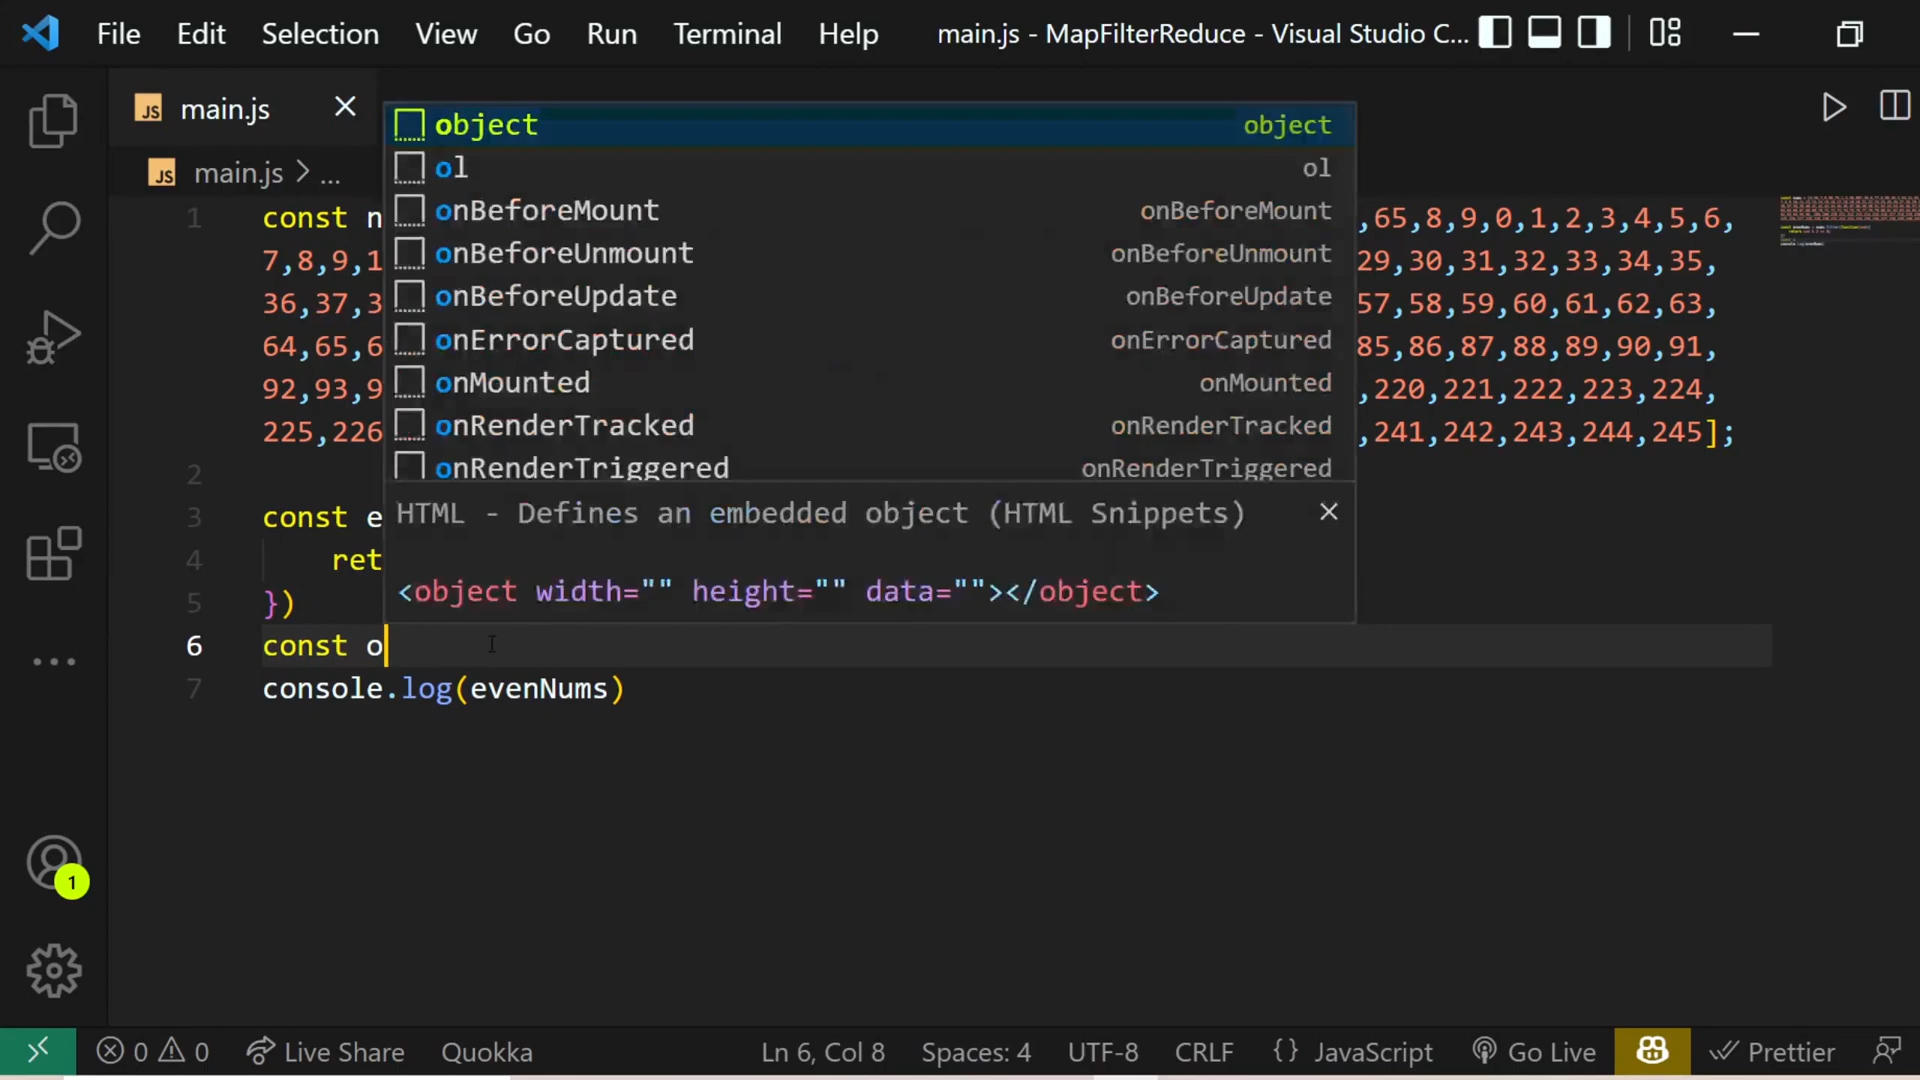 File Edit Selection View Go Run Terminal Help main.js - MapFilterReduce - Visual Studio C...
JS main.js
JS main.js > ...
object object
ol ol
onBeforeMount onBeforeMount
onBeforeUnmount onBeforeUnmount
onBeforeUpdate onBeforeUpdate
onErrorCaptured onErrorCaptured
onMounted onMounted
onRenderTracked onRenderTracked
onRenderTriggered onRenderTriggered
HTML - Defines an embedded object (HTML Snippets)
<object width="" height="" data=""></object>
1 const n ,65,8,9,0,1,2,3,4,5,6,
7,8,9,1 29,30,31,32,33,34,35,
36,37,3 57,58,59,60,61,62,63,
64,65,6 85,86,87,88,89,90,91,
92,93,9 ,220,221,222,223,224,
225,226 ,241,242,243,244,245];
2
3 const e
4 ret
5 })
6 const o
7 console.log(evenNums)
1
0 0 Live Share Quokka Ln 6, Col 8 Spaces: 4 UTF-8 CRLF {} JavaScript Go Live Prettier